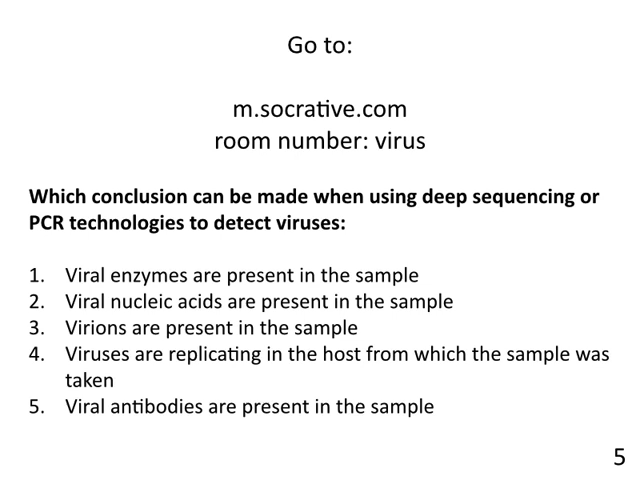 Go to:
m.socrative.com
room number: virus
Which conclusion can be made when using deep sequencing or
PCR technologies to detect viruses:
1. Viral enzymes are present in the sample
2. Viral nucleic acids are present in the sample
3. Virions are present in the sample
4. Viruses are replicating in the host from which the sample was
taken
5. Viral antibodies are present in the sample
5